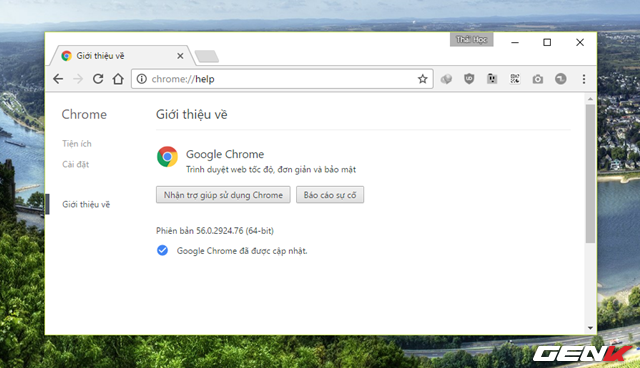 Thái Học
Giới thiệu về
chrome://help
Chrome
Giới thiệu về
Tiện ích
Cài đặt
Giới thiệu về
Google Chrome
Trình duyệt web tốc độ, đơn giản và bảo mật
Nhận trợ giúp sử dụng Chrome
Báo cáo sự cố
Phiên bản 56.0.2924.76 (64-bit)
Google Chrome đã được cập nhật.
GENK